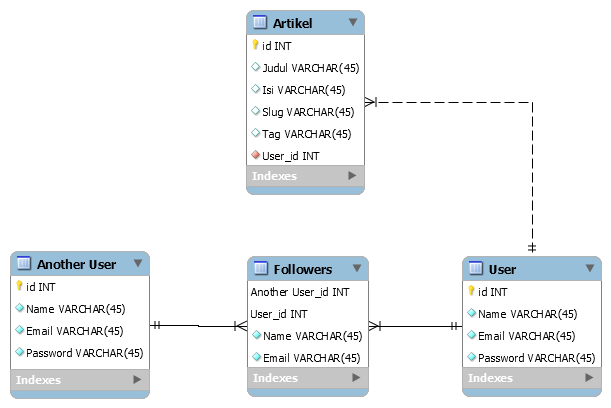 Artikel
id INT
Judul VARCHAR(45)
Isi VARCHAR(45)
Slug VARCHAR(45)
Tag VARCHAR(45)
User_id INT
Indexes
Another User
id INT
Name VARCHAR(45)
Email VARCHAR(45)
Password VARCHAR(45)
Indexes
Followers
Another User_id INT
User_id INT
Name VARCHAR(45)
Email VARCHAR(45)
Indexes
User
id INT
Name VARCHAR(45)
Email VARCHAR(45)
Password VARCHAR(45)
Indexes